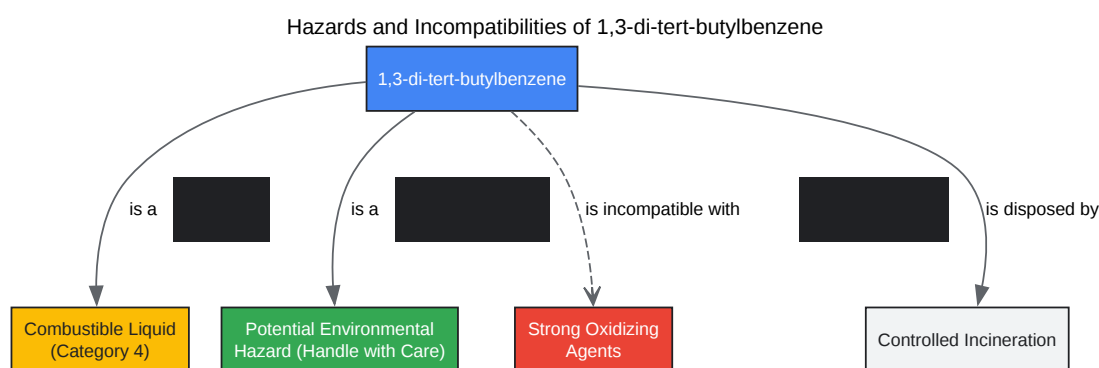 Hazards and Incompatibilities of 1,3-di-tert-butylbenzene
1,3-di-tert-butylbenzene
is a
is a
is incompatible with
is disposed by
Combustible Liquid
(Category 4)
Potential Environmental
Hazard (Handle with Care)
Strong Oxidizing
Agents
Controlled Incineration